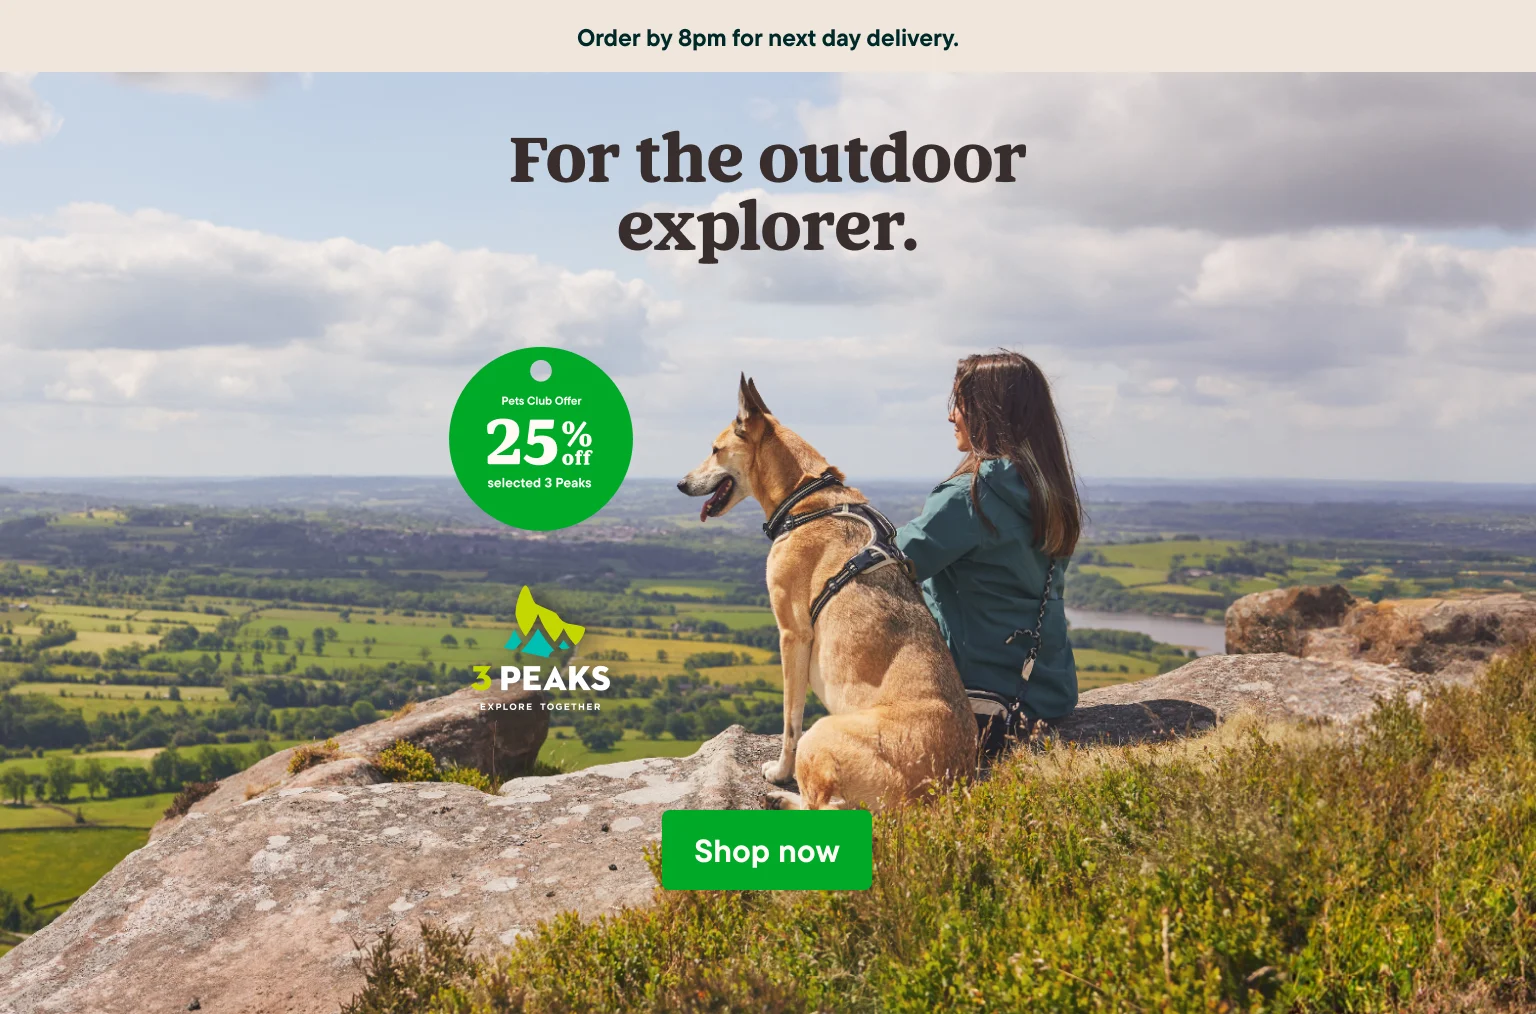 Order by 8pm for next day delivery.
For the outdoor
explorer.
Pets Club Offer
25% off
selected 3 Peaks
3 PEAKS
EXPLORE TOGETHER
Shop now